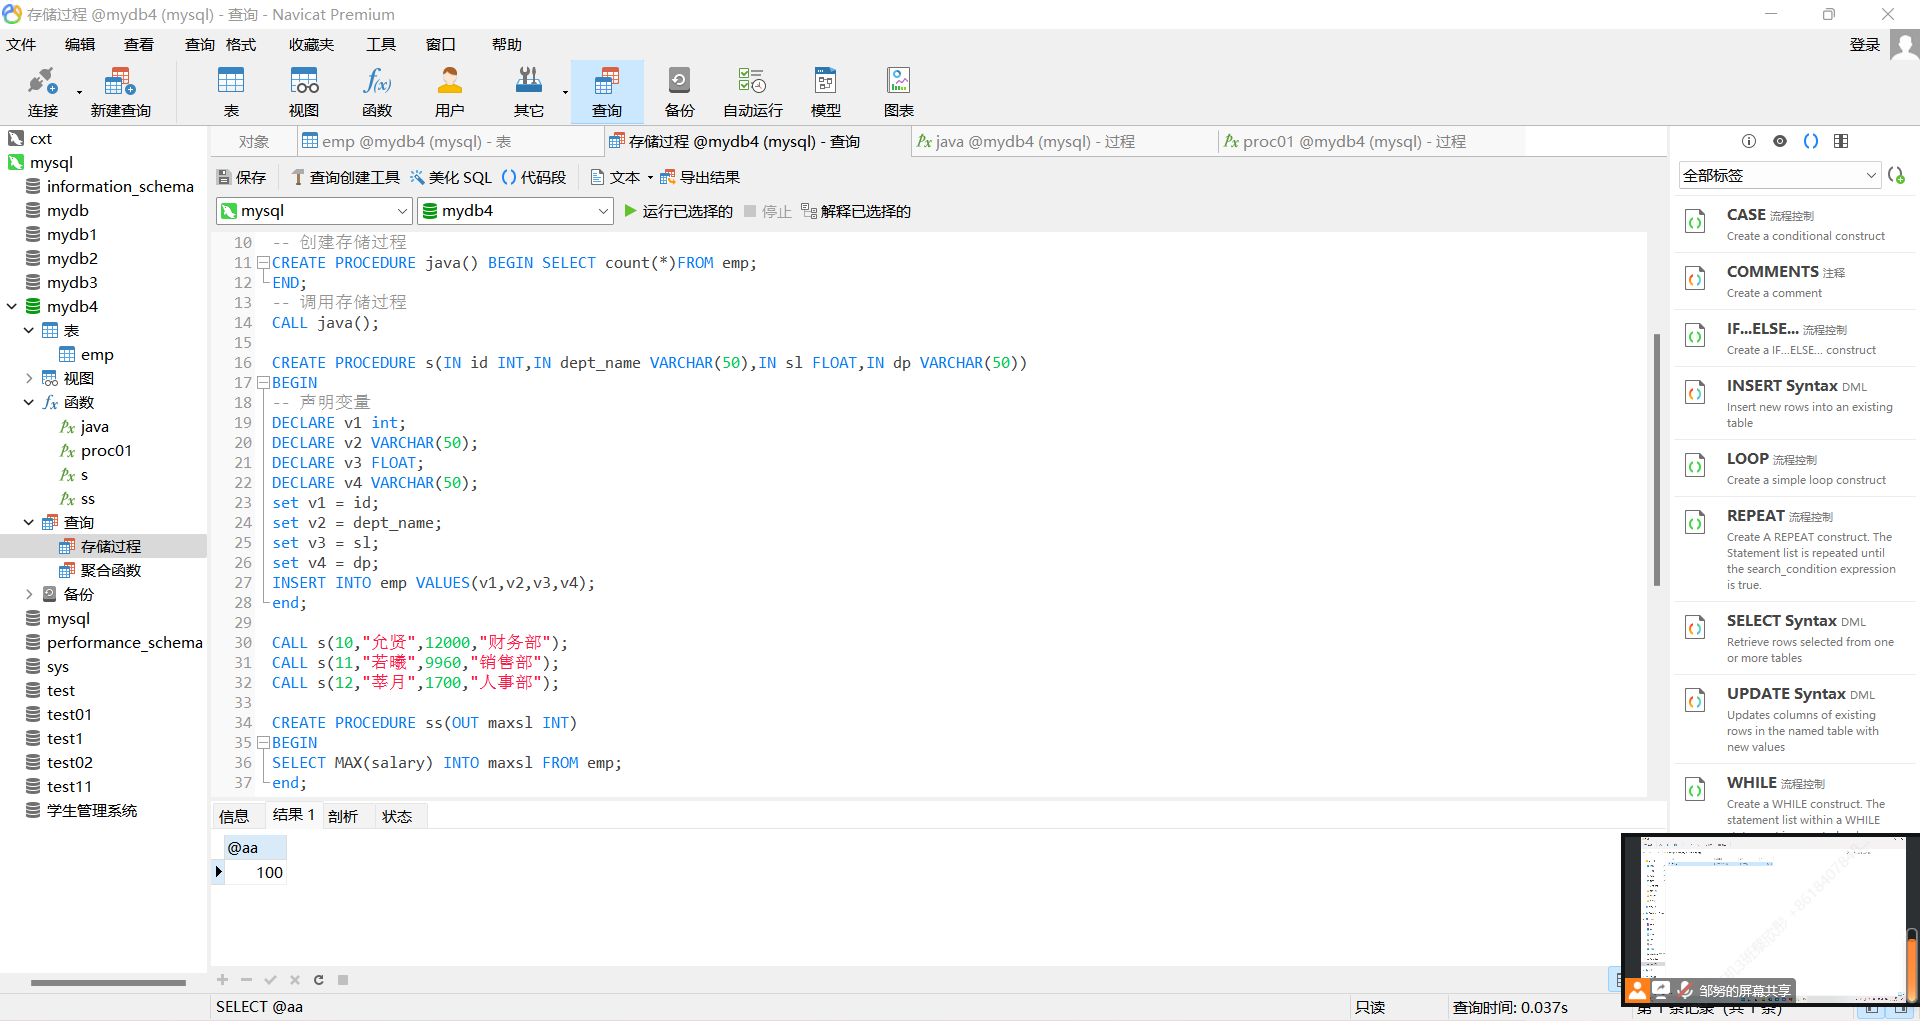 存储过程 @mydb4 (mysql) - 查询 - Navicat Premium
文件 编辑 查看 查询 格式 收藏夹 工具 窗口 帮助 登录
连接 新建查询 表 视图 函数 用户 其它 查询 备份 自动运行 模型 图表
对象 emp @mydb4 (mysql) - 表 存储过程 @mydb4 (mysql) - 查询 java @mydb4 (mysql) - 过程 proc01 @mydb4 (mysql) - 过程
保存 查询创建工具 美化 SQL 代码段 文本 导出结果
mysql mydb4 运行已选择的 停止 解释已选择的
cxt
mysql
information_schema
mydb
mydb1
mydb2
mydb3
mydb4
表
emp
视图
函数
java
proc01
s
ss
查询
存储过程
聚合函数
备份
mysql
performance_schema
sys
test
test01
test1
test02
test11
学生管理系统
10 -- 创建存储过程
11 CREATE PROCEDURE java() BEGIN SELECT count(*)FROM emp;
12 END;
13 -- 调用存储过程
14 CALL java();
15
16 CREATE PROCEDURE s(IN id INT,IN dept_name VARCHAR(50),IN sl FLOAT,IN dp VARCHAR(50))
17 BEGIN
18 -- 声明变量
19 DECLARE v1 int;
20 DECLARE v2 VARCHAR(50);
21 DECLARE v3 FLOAT;
22 DECLARE v4 VARCHAR(50);
23 set v1 = id;
24 set v2 = dept_name;
25 set v3 = sl;
26 set v4 = dp;
27 INSERT INTO emp VALUES(v1,v2,v3,v4);
28 end;
29
30 CALL s(10,"允贤",12000,"财务部");
31 CALL s(11,"若曦",9960,"销售部");
32 CALL s(12,"莘月",1700,"人事部");
33
34 CREATE PROCEDURE ss(OUT maxsl INT)
35 BEGIN
36 SELECT MAX(salary) INTO maxsl FROM emp;
37 end;
信息 结果 1 剖析 状态
@aa
100
SELECT @aa 只读 查询时间: 0.037s 第 1 条记录 (共 1 条)
全部标签
CASE 流程控制
Create a conditional construct
COMMENTS 注释
Create a comment
IF...ELSE... 流程控制
Create a IF...ELSE... construct
INSERT Syntax DML
Insert new rows into an existing
table
LOOP 流程控制
Create a simple loop construct
REPEAT 流程控制
Create A REPEAT construct. The
Statement list is repeated until
the search_condition expression
is true.
SELECT Syntax DML
Retrieve rows selected from one
or more tables
UPDATE Syntax DML
Updates columns of existing
rows in the named table with
new values
WHILE 流程控制
Create a WHILE construct. The
statement list within a WHILE
邹努的屏幕共享